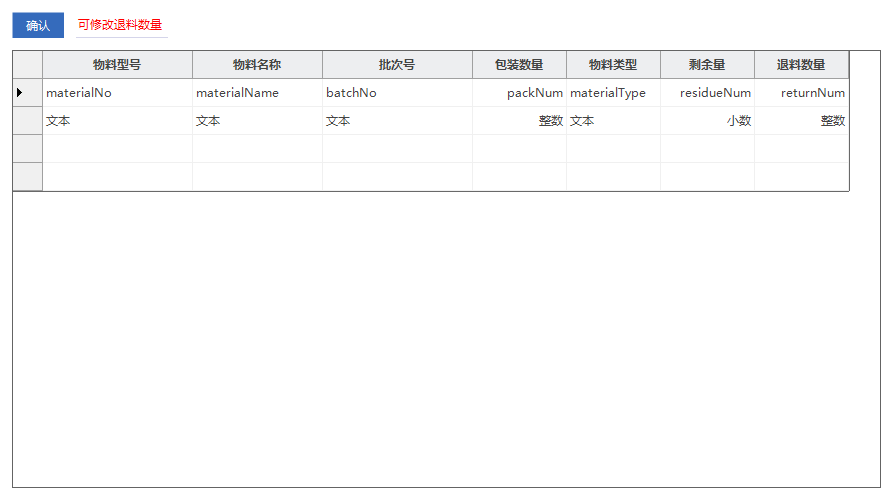 确认 可修改退料数量
物料型号 物料名称 批次号 包装数量 物料类型 剩余量 退料数量
materialNo materialName batchNo packNum materialType residueNum returnNum
文本 文本 文本 整数 文本 小数 整数